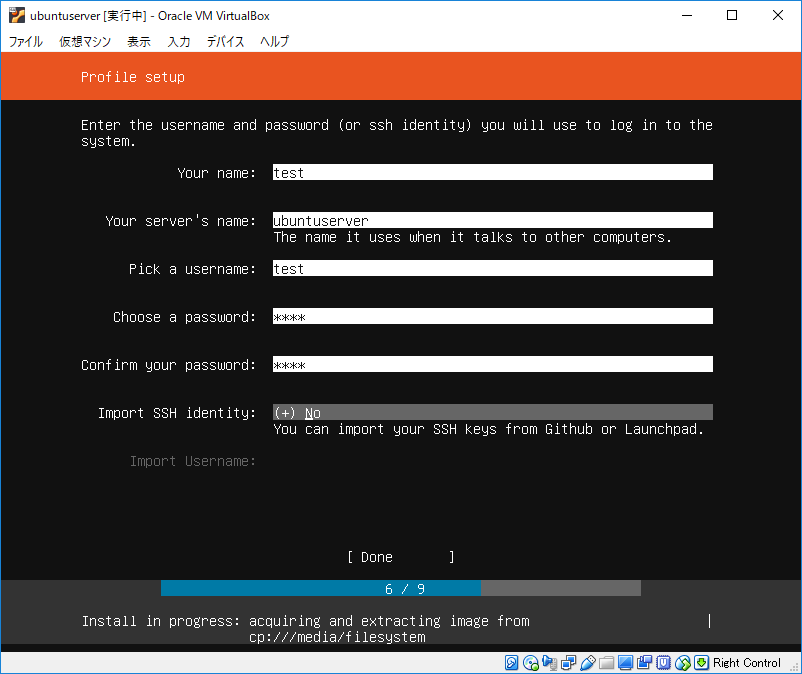 ubuntuserver [実行中] - Oracle VM VirtualBox
ファイル 仮想マシン 表示 入力 デバイス ヘルプ
Profile setup
Enter the username and password (or ssh identity) you will use to log in to the
system.
Your name: test
Your server's name: ubuntuserver
The name it uses when it talks to other computers.
Pick a username: test
Choose a password: ****
Confirm your password: ****
Import SSH identity: (+) No
You can import your SSH keys from Github or Launchpad.
Import Username:
[ Done ]
6 / 9
Install in progress: acquiring and extracting image from |
cp:///media/filesystem
Right Control